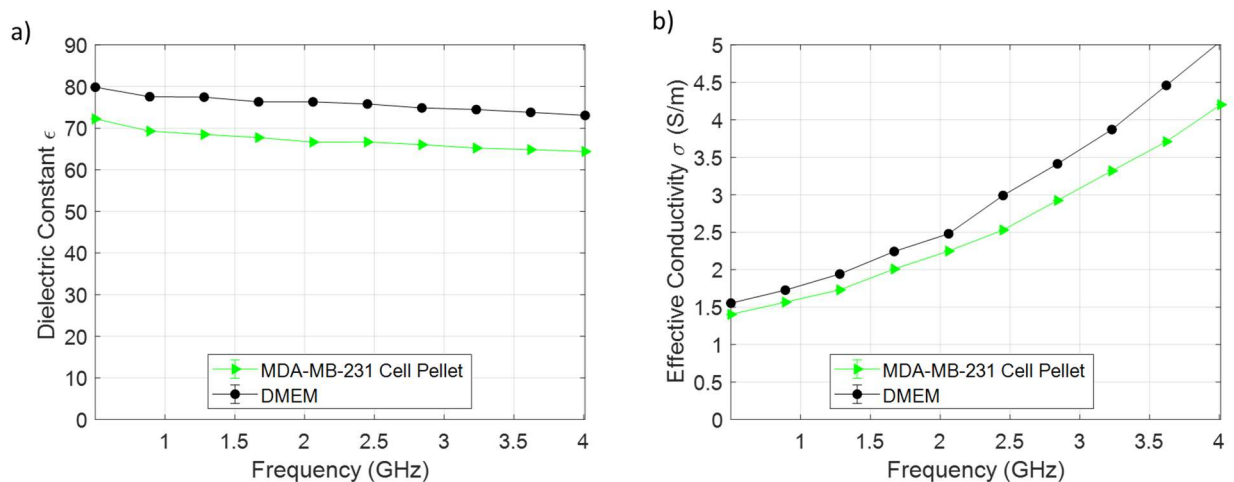 a)
90
80
70
60
50
40
30
20
10
0
Dielectric Constant ϵ
1 1.5 2 2.5 3 3.5 4
Frequency (GHz)
MDA-MB-231 Cell Pellet
DMEM
b)
5
4.5
4
3.5
3
2.5
2
1.5
1
0.5
0
Effective Conductivity σ (S/m)
1 1.5 2 2.5 3 3.5 4
Frequency (GHz)
MDA-MB-231 Cell Pellet
DMEM